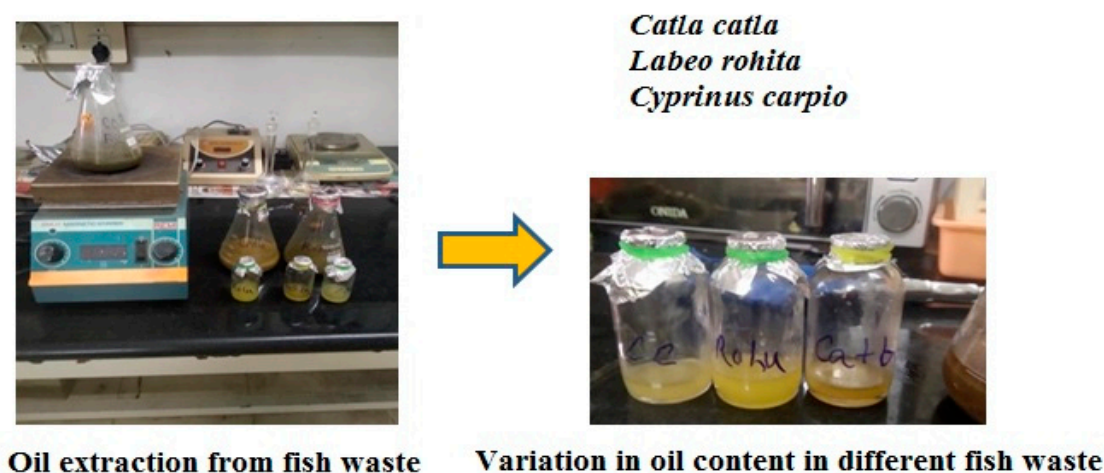 Catla catla
Labeo rohita
Cyprinus carpio
ONIDA
CC
Rohu
Catla
Oil extraction from fish waste
Variation in oil content in different fish waste